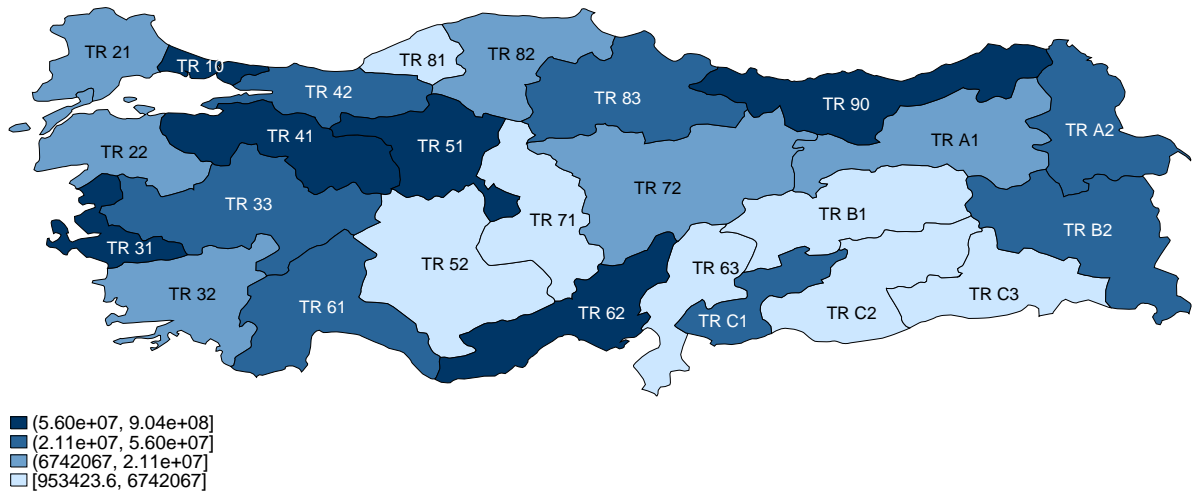 TR 21
TR 10
TR 81
TR 82
TR 42
TR 83
TR 90
TR 41
TR 51
TR A1
TR A2
TR 22
TR 72
TR 33
TR 71
TR B1
TR B2
TR 31
TR 52
TR 63
TR 32
TR 61
TR 62
TR C1
TR C2
TR C3
(5.60e+07, 9.04e+08]
(2.11e+07, 5.60e+07]
(6742067, 2.11e+07]
[953423.6, 6742067]